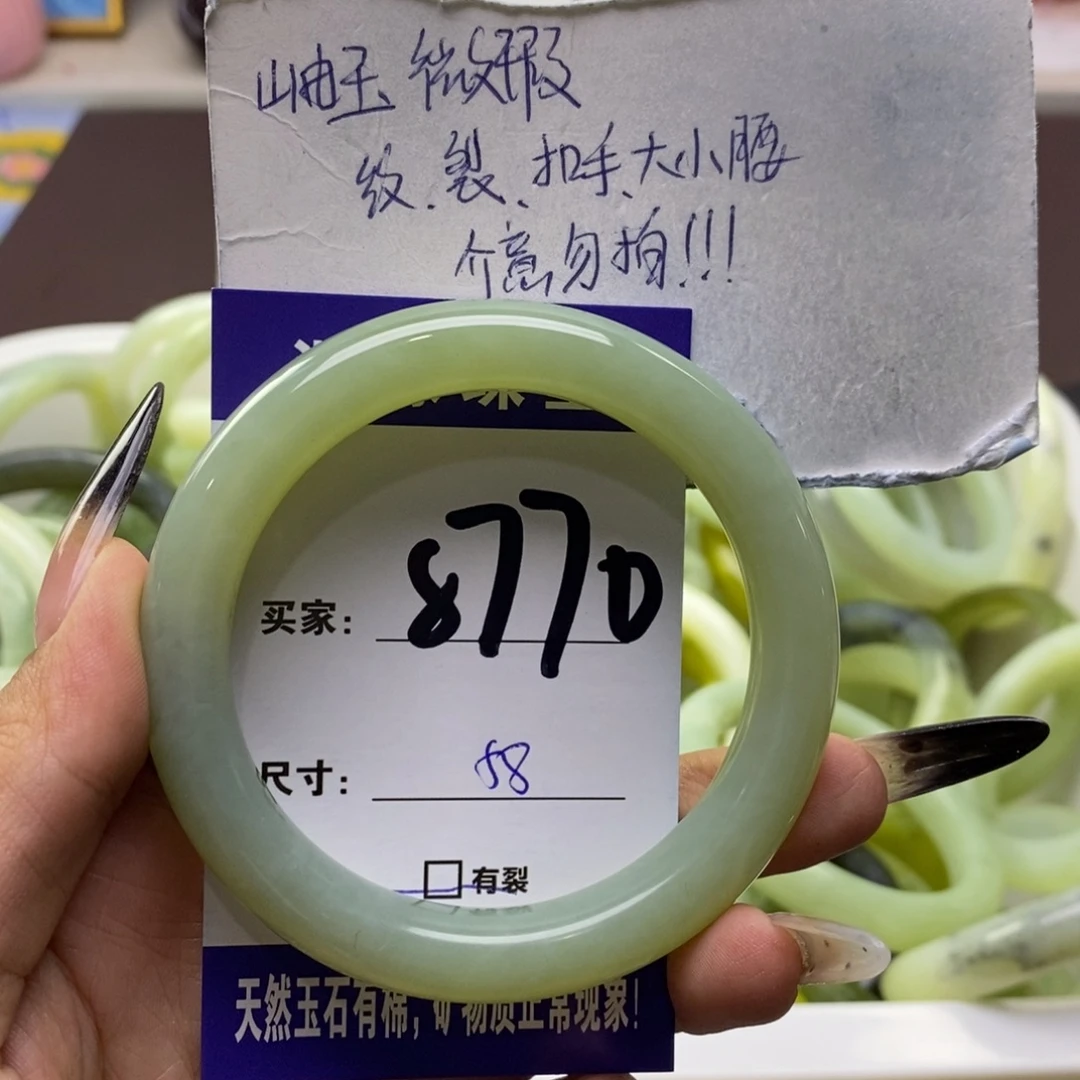 岫玉 微瑕
纹、裂、扣手、大小腰
介意勿拍!!!
买家: 8770
尺寸: 58
有裂
天然玉石有棉,矿物质正常现象!